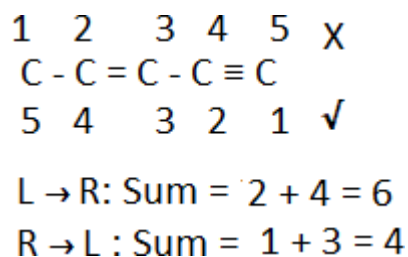 1 2 3 4 5 X
C - C = C - C ≡ C
5 4 3 2 1 √
L → R: Sum = 2 + 4 = 6
R → L : Sum = 1 + 3 = 4